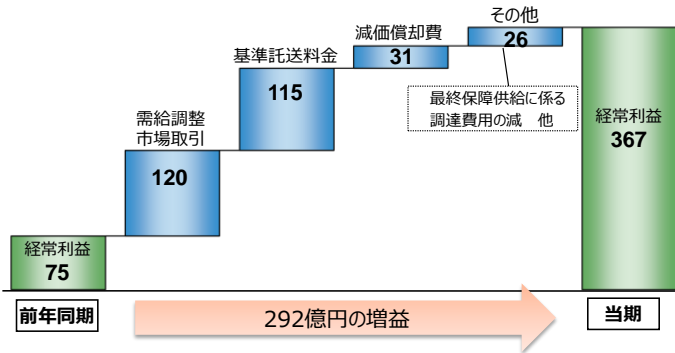 その他
26
減価償却費
31
基準託送料金
115
最終保障供給に係る
調達費用の減　他
需給調整
市場取引
120
経常利益
367
経常利益
75
前年同期
292億円の増益
当期